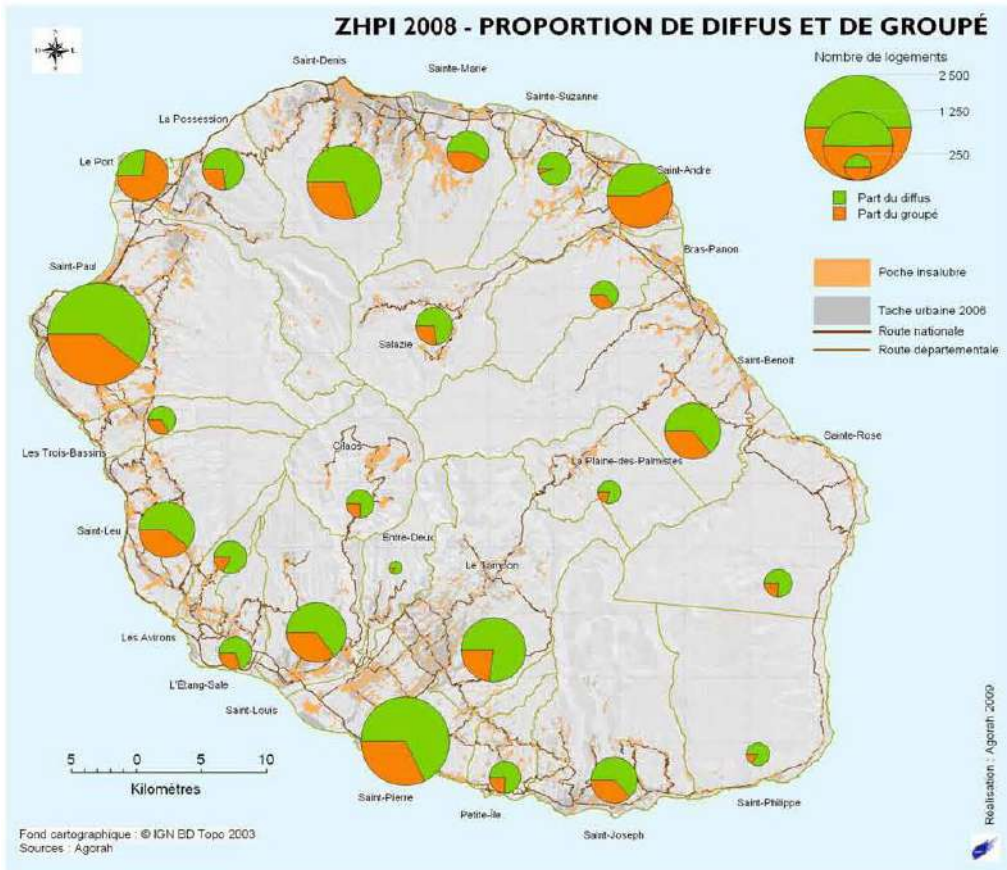 ZHPI 2008 - PROPORTION DE DIFFUS ET DE GROUPÉ
Nombre de logements
2 500
1 250
250
Part du diffus
Part du groupé
Poche insalubre
Tache urbaine 2006
Route nationale
Route départementale
Saint-Denis
Sainte-Marie
Sainte-Suzanne
La Possession
Le Port
Saint-André
Bras-Panon
Saint-Paul
Salazie
Saint-Benoit
Les Trois-Bassins
Cilaos
Sainte-Rose
La Plaine-des-Palmistes
Saint-Leu
Entre-Deux
Le Tampon
Les Avirons
L'Étang-Salé
Saint-Louis
Saint-Pierre
Petite-Île
Saint-Joseph
Saint-Philippe
5 0 5 10
Kilomètres
Fond cartographique : © IGN BD Topo 2003
Sources : Agorah
Réalisation : Agorah 2009